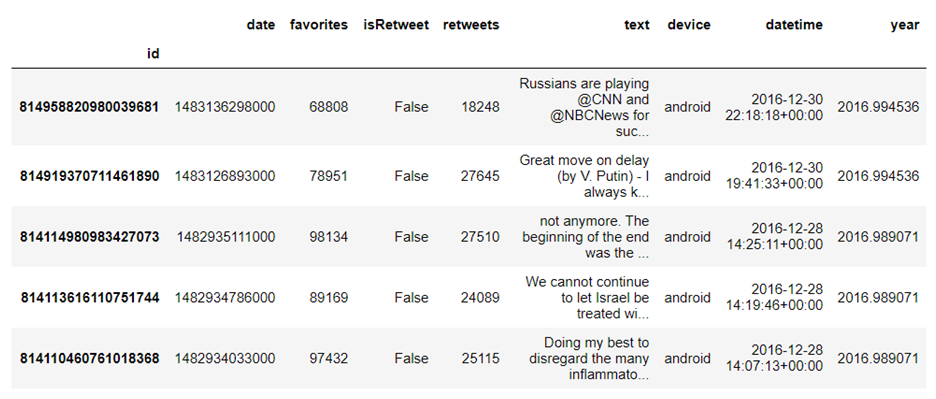 date favorites isRetweet retweets text device datetime year
id
814958820980039681 1483136298000 68808 False 18248 Russians are playing @CNN and @NBCNews for suc... android 2016-12-30 22:18:18+00:00 2016.994536
814919370711461890 1483126893000 78951 False 27645 Great move on delay (by V. Putin) - I always k... android 2016-12-30 19:41:33+00:00 2016.994536
814114980983427073 1482935111000 98134 False 27510 not anymore. The beginning of the end was the ... android 2016-12-28 14:25:11+00:00 2016.989071
814113616110751744 1482934786000 89169 False 24089 We cannot continue to let Israel be treated wi... android 2016-12-28 14:19:46+00:00 2016.989071
814110460761018368 1482934033000 97432 False 25115 Doing my best to disregard the many inflammato... android 2016-12-28 14:07:13+00:00 2016.989071